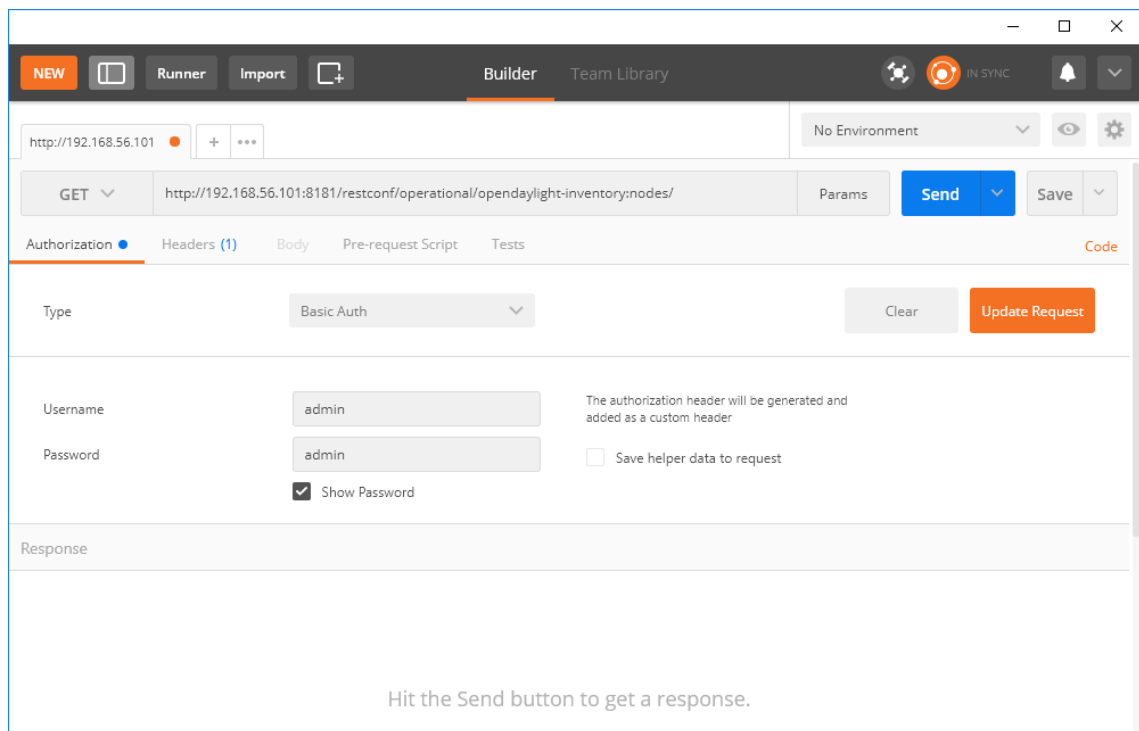 NEW Runner Import Builder Team Library IN SYNC
http://192.168.56.101 + ••• No Environment
GET http://192.168.56.101:8181/restconf/operational/opendaylight-inventory:nodes/ Params Send Save
Authorization Headers (1) Body Pre-request Script Tests Code
Type Basic Auth Clear Update Request
Username admin The authorization header will be generated and
added as a custom header
Password admin Save helper data to request
Show Password
Response
Hit the Send button to get a response.